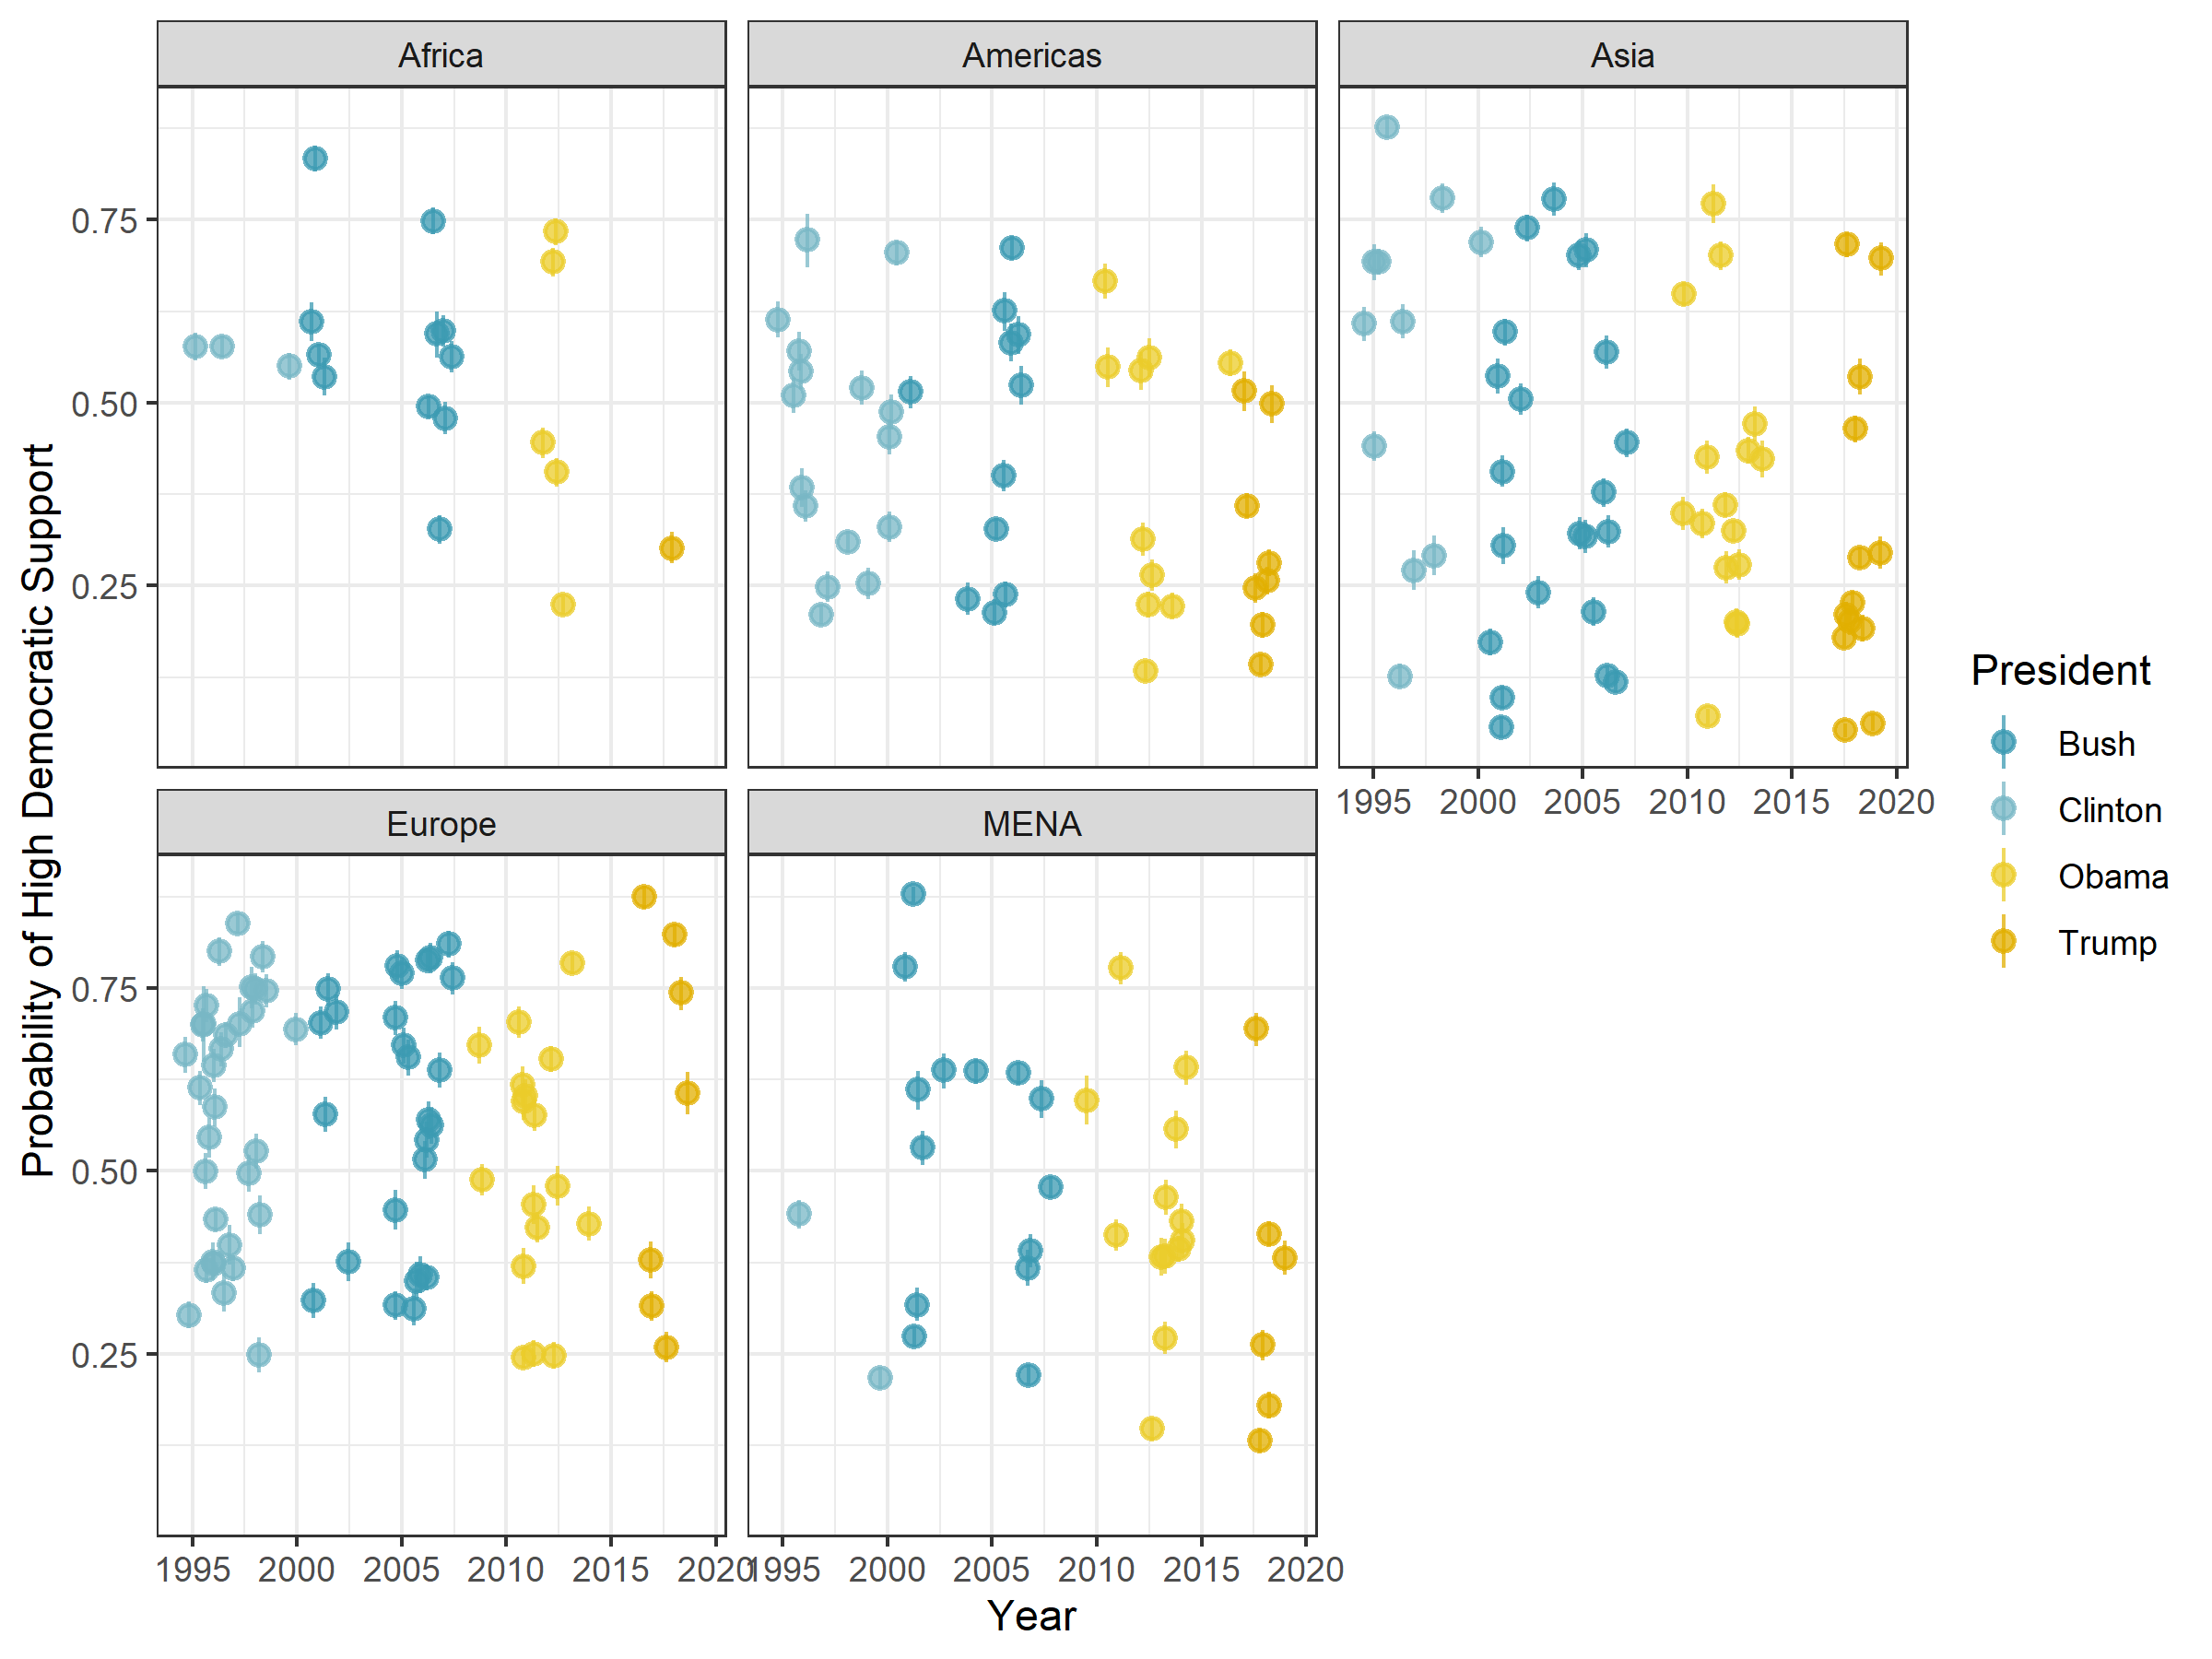 Africa
Americas
Asia
0.75
0.50
0.25
1995 2000 2005 2010 2015 2020
Europe
MENA
0.75
0.50
0.25
1995 2000 2005 2010 2015 2020
1995 2000 2005 2010 2015 2020
Year
Probability of High Democratic Support
President
Bush
Clinton
Obama
Trump